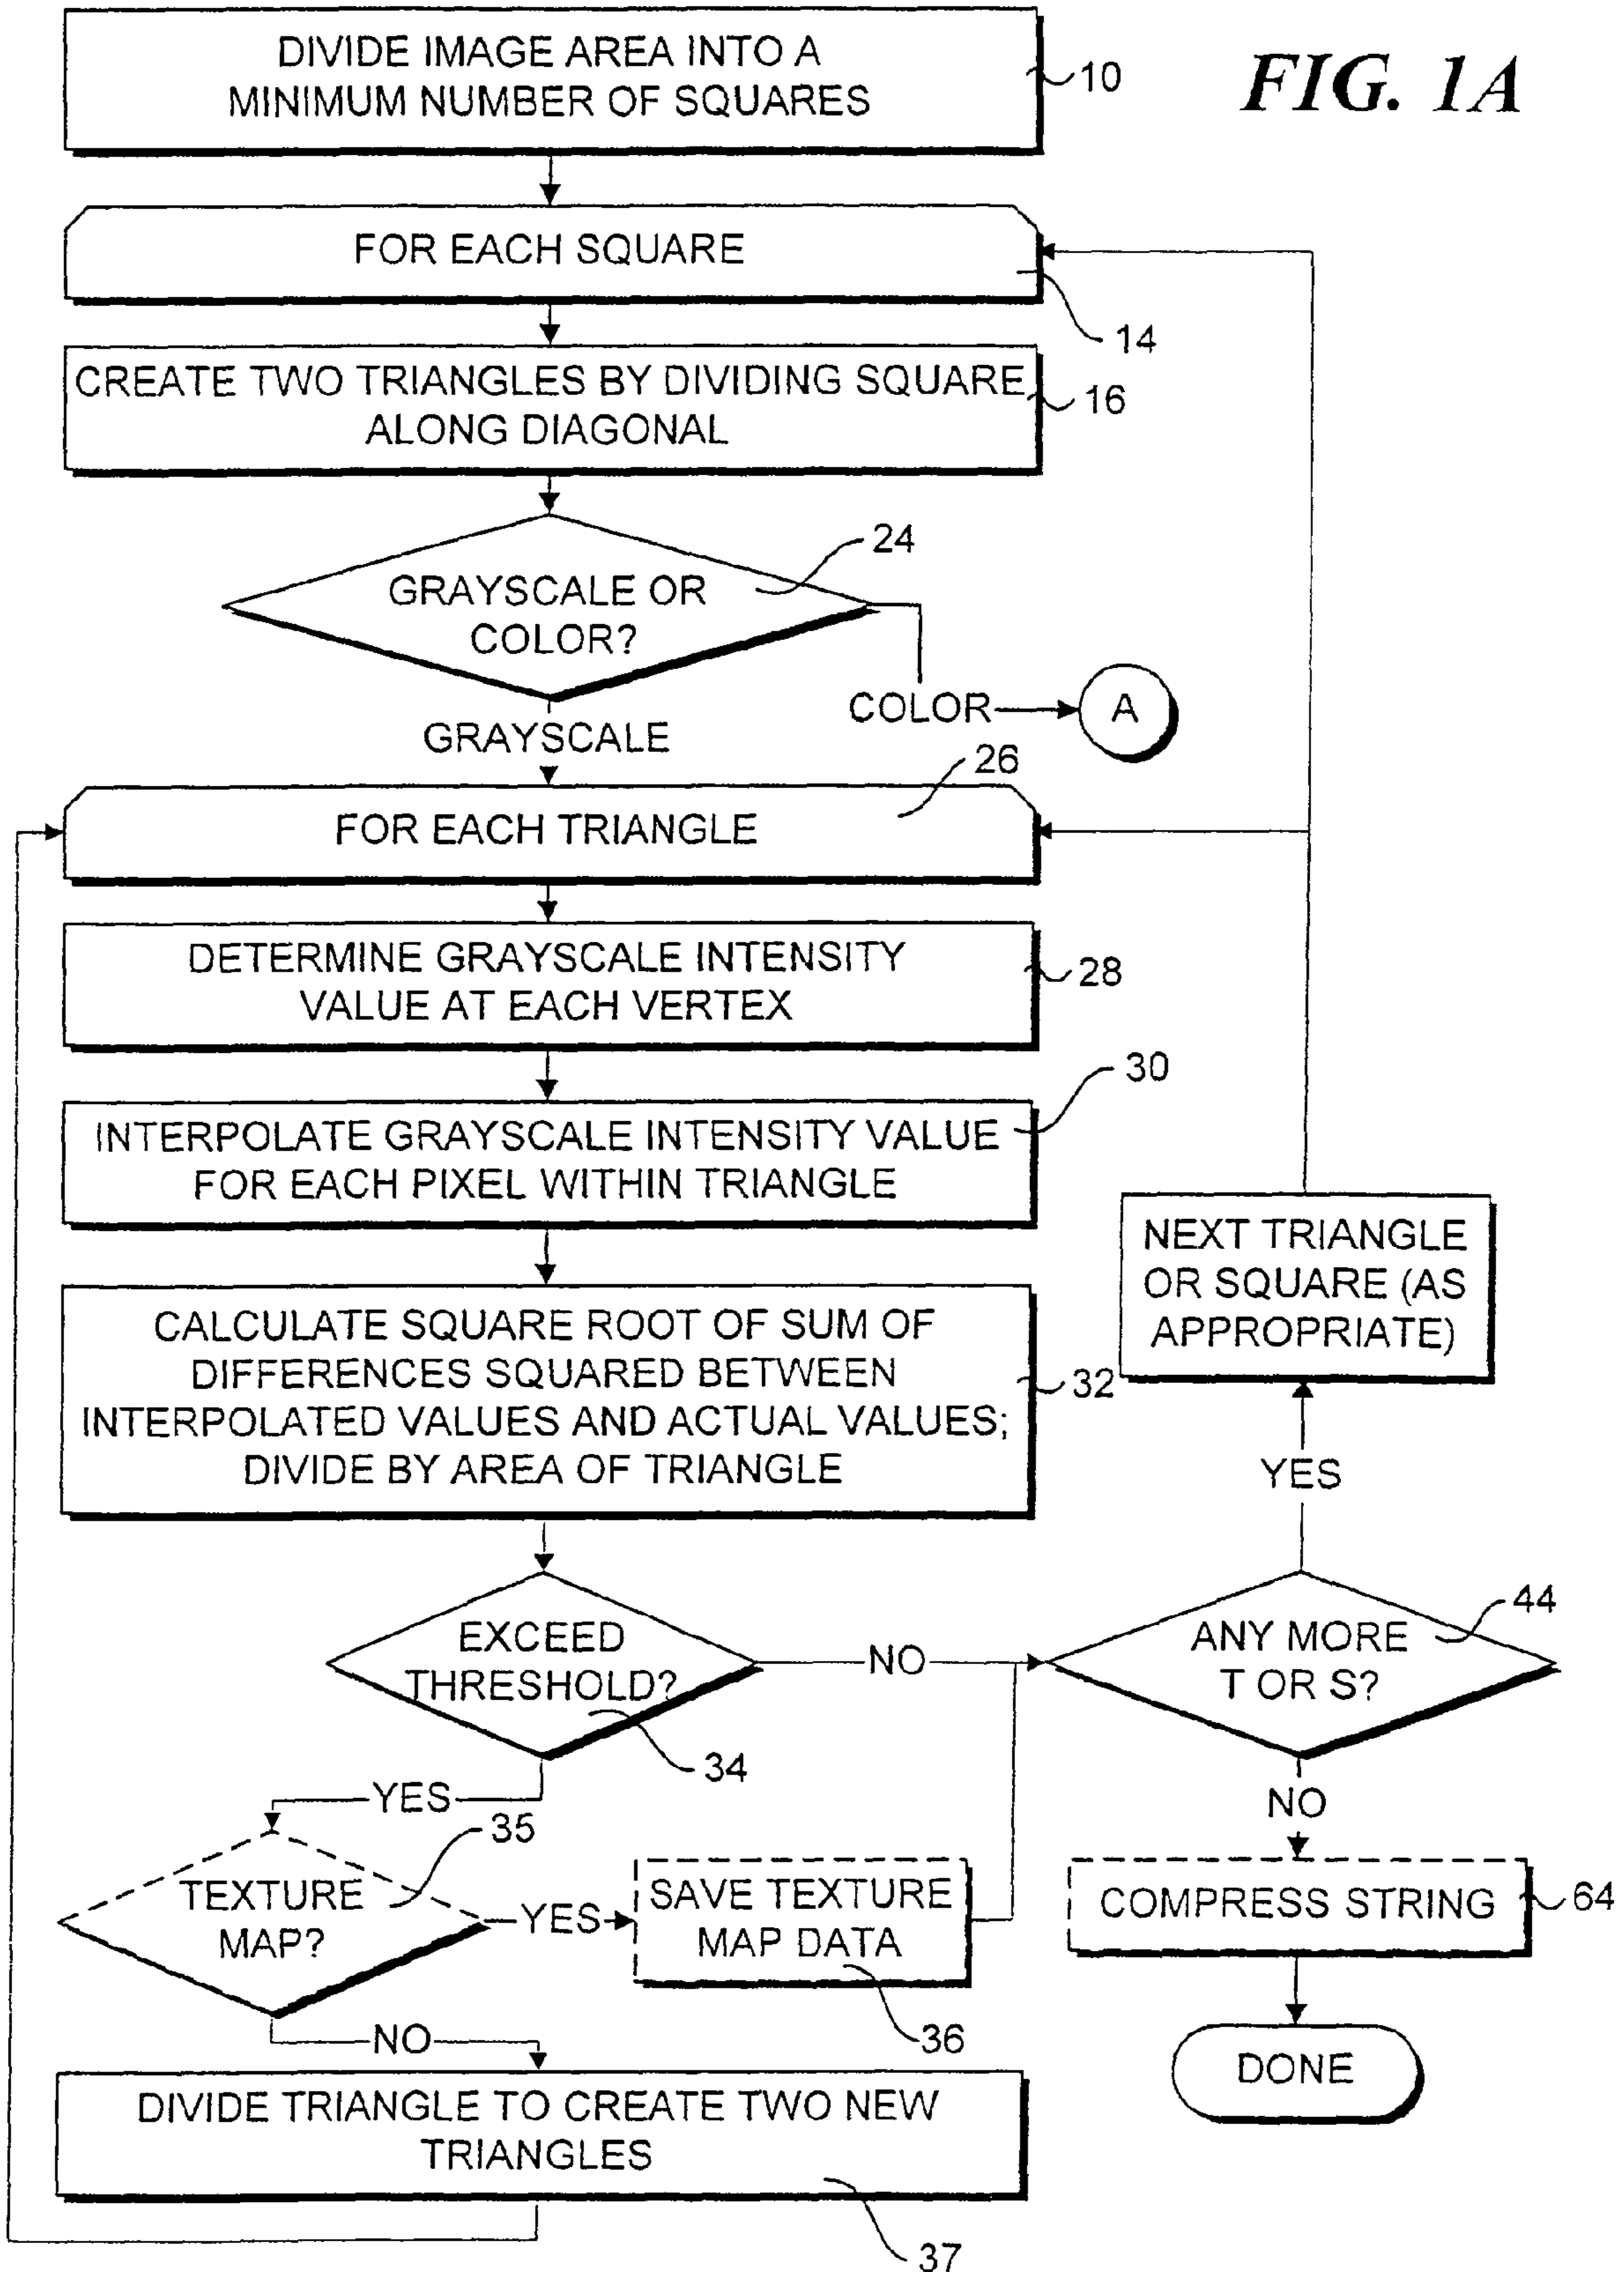 DIVIDE IMAGE AREA INTO A
MINIMUM NUMBER OF SQUARES
10
FIG. 1A
FOR EACH SQUARE
14
CREATE TWO TRIANGLES BY DIVIDING SQUARE
ALONG DIAGONAL
16
24
GRAYSCALE OR
COLOR?
COLOR
A
GRAYSCALE
26
FOR EACH TRIANGLE
DETERMINE GRAYSCALE INTENSITY
VALUE AT EACH VERTEX
28
30
INTERPOLATE GRAYSCALE INTENSITY VALUE
FOR EACH PIXEL WITHIN TRIANGLE
NEXT TRIANGLE
OR SQUARE (AS
APPROPRIATE)
CALCULATE SQUARE ROOT OF SUM OF
DIFFERENCES SQUARED BETWEEN
INTERPOLATED VALUES AND ACTUAL VALUES;
DIVIDE BY AREA OF TRIANGLE
32
YES
EXCEED
THRESHOLD?
34
NO
44
ANY MORE
T OR S?
YES
35
NO
TEXTURE
MAP?
YES
SAVE TEXTURE
MAP DATA
36
COMPRESS STRING
64
NO
DONE
DIVIDE TRIANGLE TO CREATE TWO NEW
TRIANGLES
37